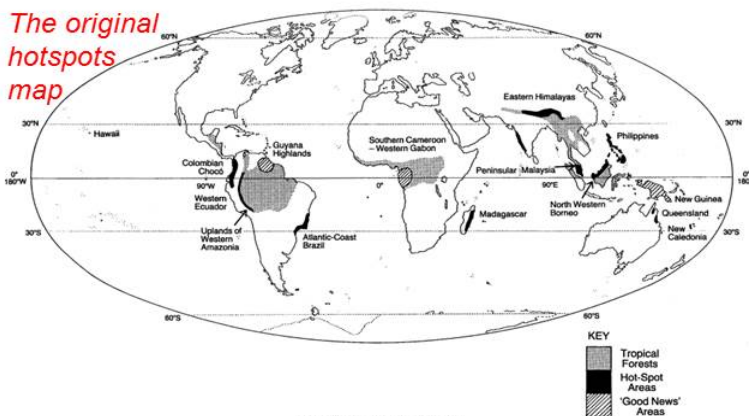 The original
hotspots
map
60°N
60°N
Eastern Himalayas
30°N
30°N
Hawaii
Guyana
Highlands
Southern Cameroon
– Western Gabon
Philippines
Colombian
Chocó
Peninsular Malaysia
0°
180°W
90°W
0°
90°E
0°
180°
Western
Ecuador
North Western
Borneo
New Guinea
Madagascar
Queensland
Uplands of
Western
Amazonia
Atlantic-Coast
Brazil
New
Caledonia
30°S
30°S
60°S
60°S
KEY
Tropical
Forests
Hot-Spot
Areas
'Good News'
Areas